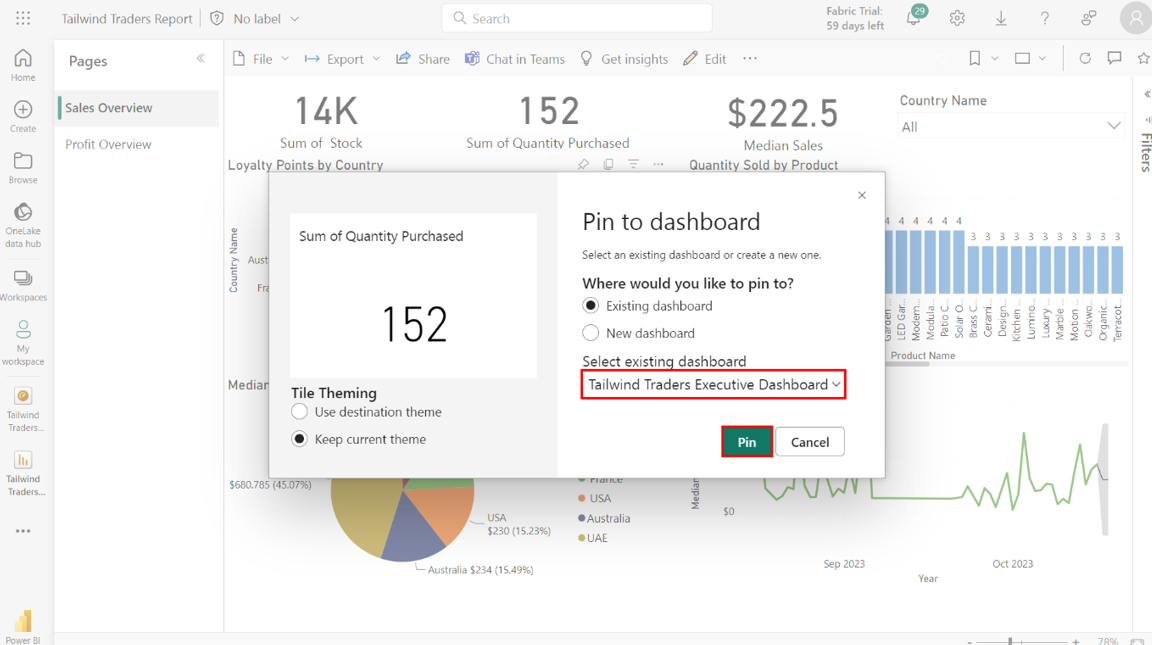 Tailwind Traders Report
No label
Search
Fabric Trial:
59 days left
29
Home
Create
Browse
OneLake
data hub
Workspaces
My
workspace
Tailwind
Traders...
Tailwind
Traders...
Power BI
Pages
Sales Overview
Profit Overview
File
Export
Share
Chat in Teams
Get insights
Edit
14K
Sum of Stock
152
Sum of Quantity Purchased
$222.5
Median Sales
Country Name
All
Filters
Loyalty Points by Country
Quantity Sold by Product
Country Name
Aust
Fra
Median
Sum of Quantity Purchased
152
Tile Theming
Use destination theme
Keep current theme
Pin to dashboard
Select an existing dashboard or create a new one.
Where would you like to pin to?
Existing dashboard
New dashboard
Select existing dashboard
Tailwind Traders Executive Dashboard
Pin
Cancel
4 4 4 4 4 4 3 3 3 3 3 3 3 3 3 3 3
Garden ...
LED Gar...
Modern...
Modula...
Patio C...
Solar O...
Brass C...
Cerami...
Design...
Kitchen ...
Lumino...
Luxury ...
Marble ...
Motion ...
Oakwo...
Organic...
Terracot...
Product Name
$680.785 (45.07%)
USA
$230 (15.23%)
Australia $234 (15.49%)
France
USA
Australia
UAE
Median
$0
Sep 2023
Oct 2023
Year
- + 78%